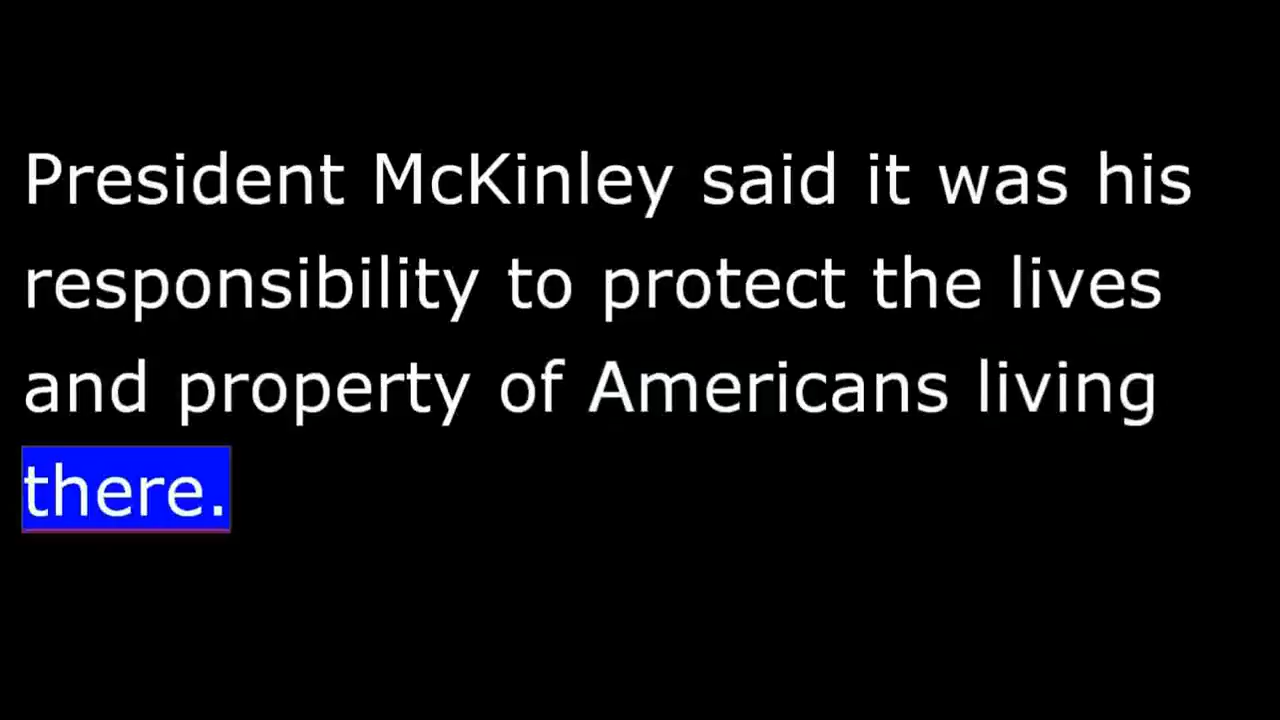 President McKinley said it was his
responsibility to protect the lives
and property of Americans living
there.